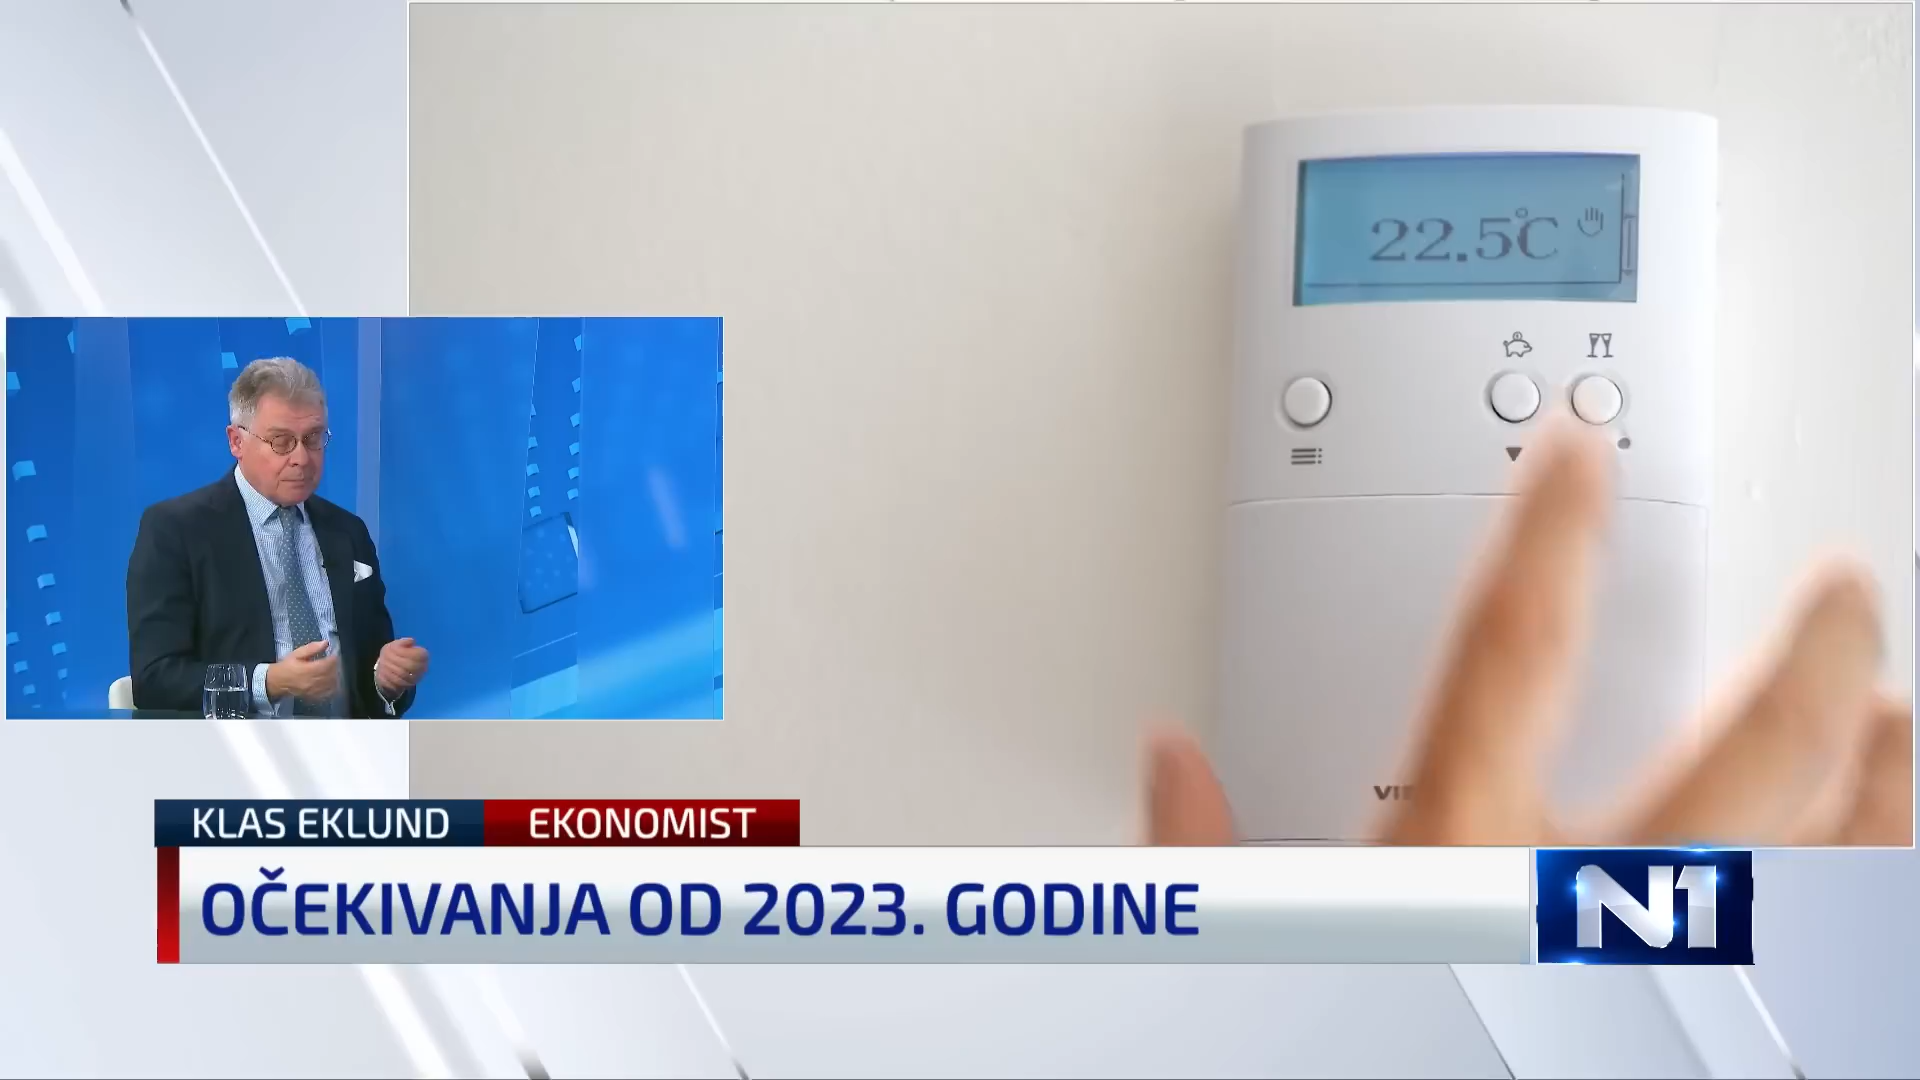 22.5°C
KLAS EKLUND
EKONOMIST
OČEKIVANJA OD 2023. GODINE
N1